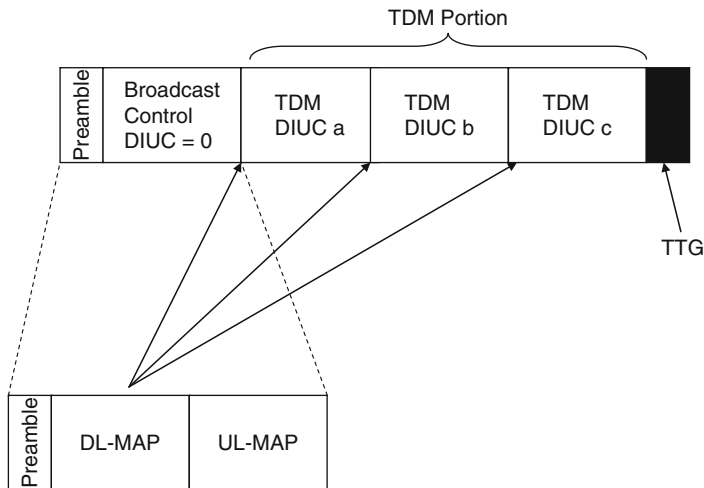 TDM Portion
Preamble
Broadcast
Control
DIUC = 0
TDM
DIUC a
TDM
DIUC b
TDM
DIUC c
TTG
Preamble
DL-MAP
UL-MAP